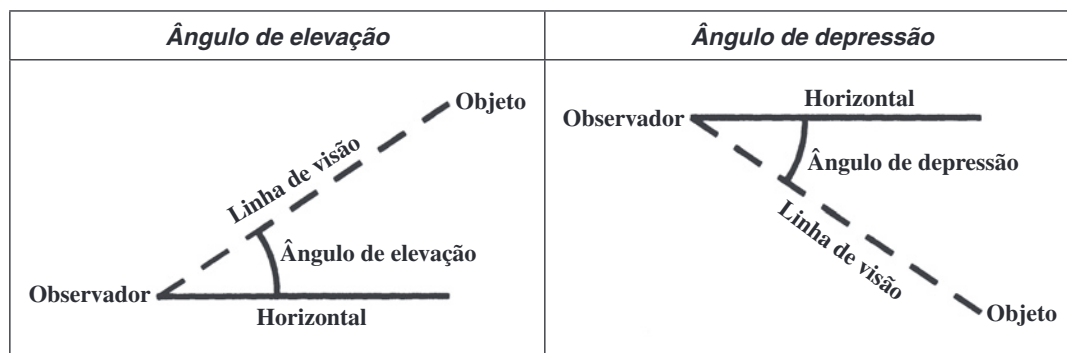 Ângulo de elevação
Objeto
Linha de visão
Ângulo de elevação
Observador
Horizontal
Ângulo de depressão
Horizontal
Observador
Ângulo de depressão
Linha de visão
Objeto